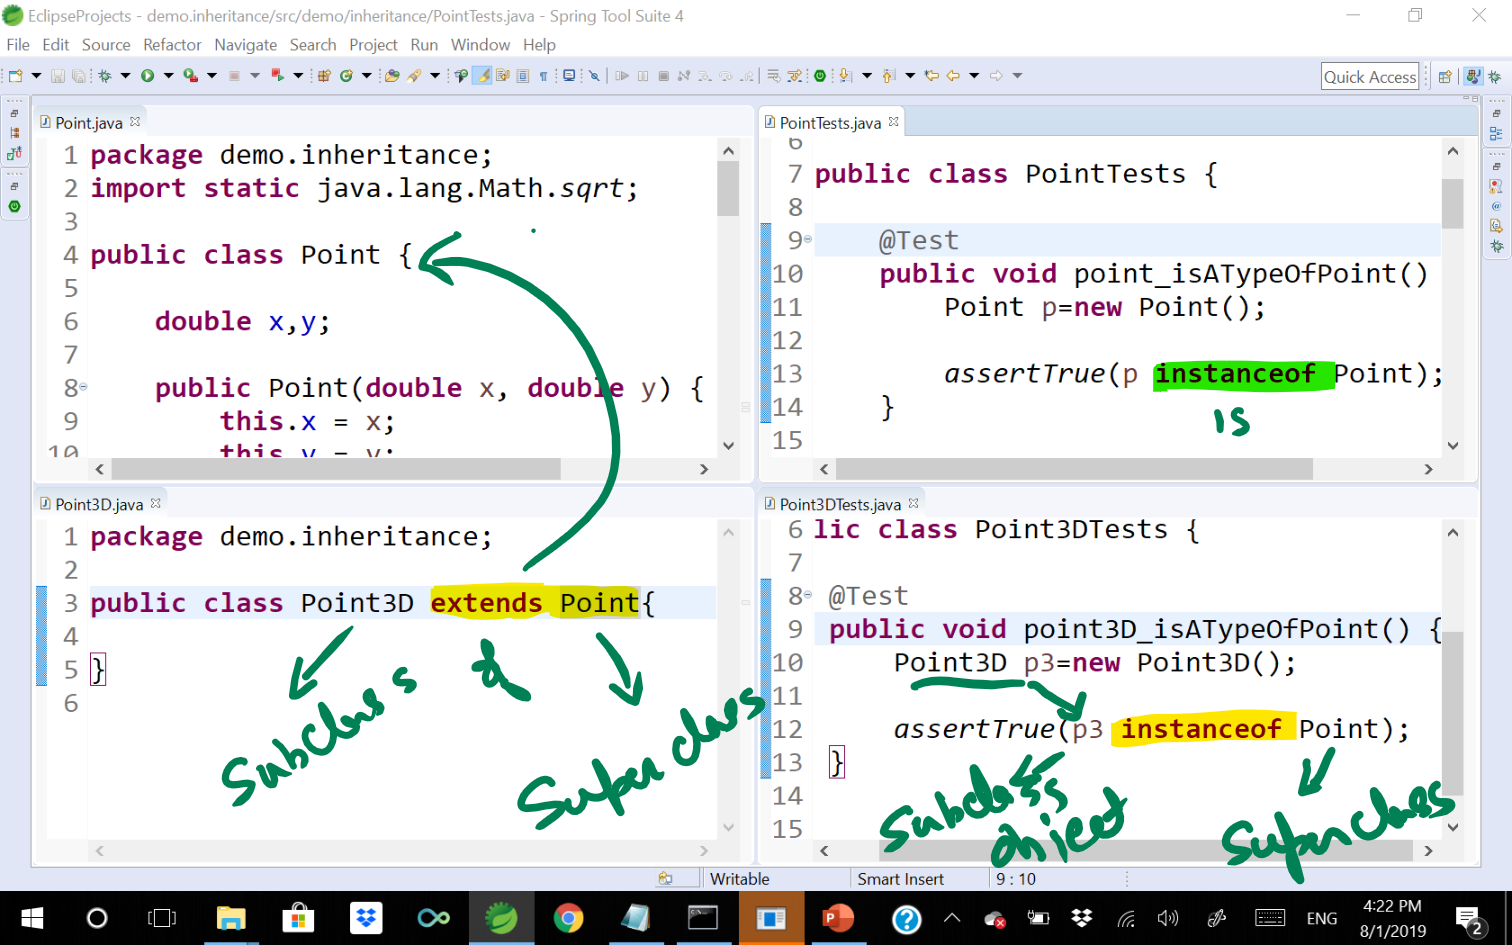 EclipseProjects - demo.inheritance/src/demo/inheritance/PointTests.java - Spring Tool Suite 4
File Edit Source Refactor Navigate Search Project Run Window Help
Quick Access
Point.java
1 package demo.inheritance;
2 import static java.lang.Math.sqrt;
3
4 public class Point {
5
6 double x,y;
7
8 public Point(double x, double y) {
9 this.x = x;
10 this.y = y;
PointTests.java
6
7 public class PointTests {
8
9 @Test
10 public void point_isATypeOfPoint()
11 Point p=new Point();
12
13 assertTrue(p instanceof Point);
is
14 }
15
Point3D.java
1 package demo.inheritance;
2
3 public class Point3D extends Point{
4
5 }
6
Subclass
Super class
Point3DTests.java
6 lic class Point3DTests {
7
8 @Test
9 public void point3D_isATypeOfPoint() {
10 Point3D p3=new Point3D();
11
12 assertTrue(p3 instanceof Point);
13 }
14
15
Subclass
object
Super class
Writable Smart Insert 9 : 10
ENG
4:22 PM
8/1/2019
2